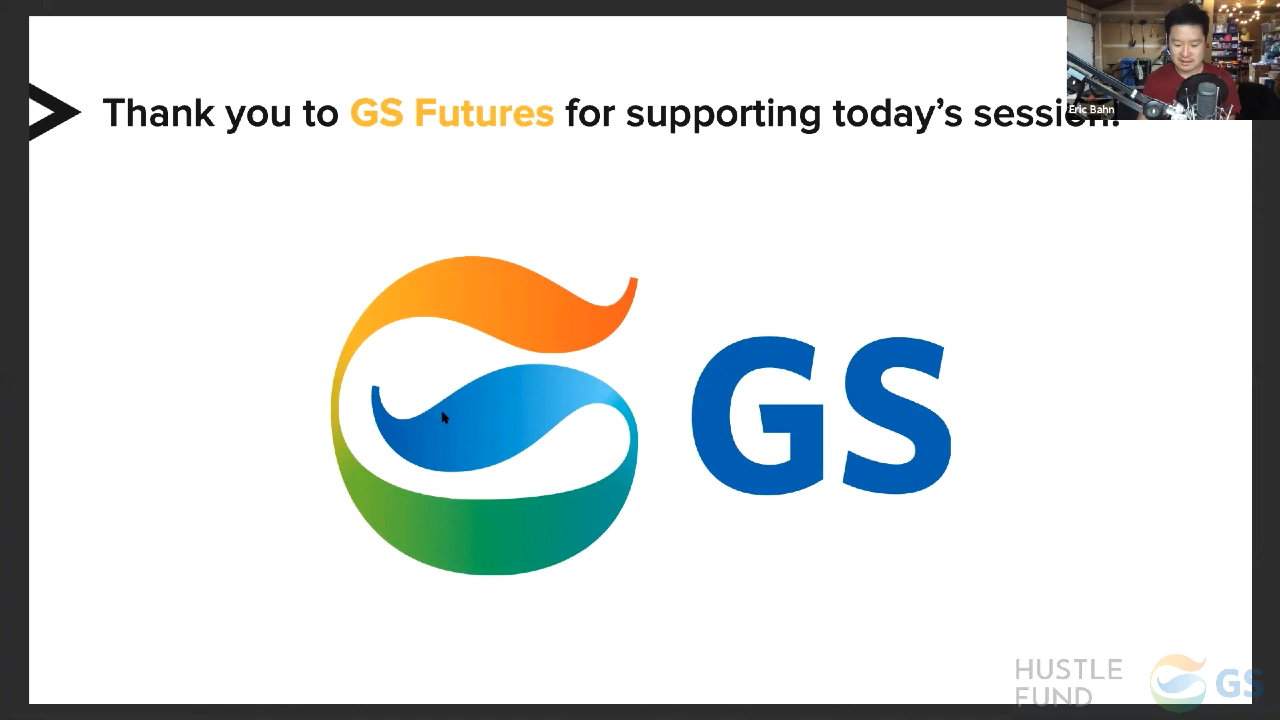 Thank you to GS Futures for supporting today's session!
Eric Bahn
GS
HUSTLE
FUND
GS